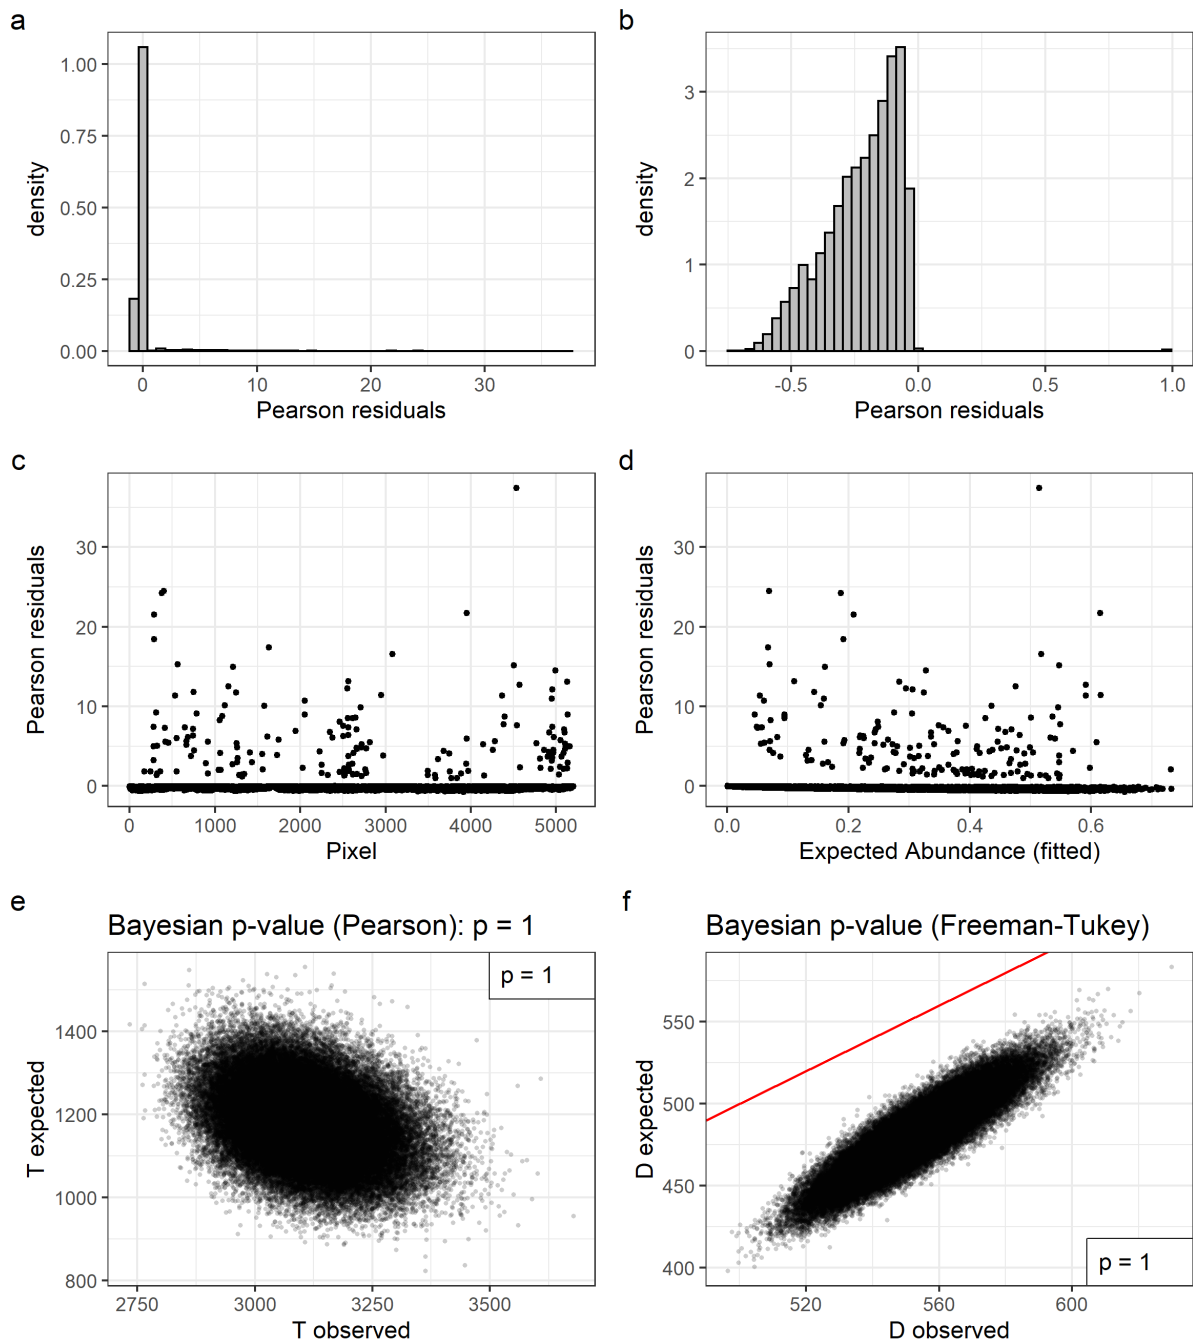 a
b
1.00
0.75
0.50
0.25
0.00
density
0
10
20
30
Pearson residuals
3
2
1
0
density
-0.5
0.0
0.5
1.0
Pearson residuals
c
d
30
20
10
0
Pearson residuals
0
1000
2000
3000
4000
5000
Pixel
30
20
10
0
Pearson residuals
0.0
0.2
0.4
0.6
Expected Abundance (fitted)
e
f
Bayesian p-value (Pearson): p = 1
p = 1
1400
1200
1000
800
T expected
2750
3000
3250
3500
T observed
Bayesian p-value (Freeman-Tukey)
550
500
450
400
D expected
p = 1
520
560
600
D observed